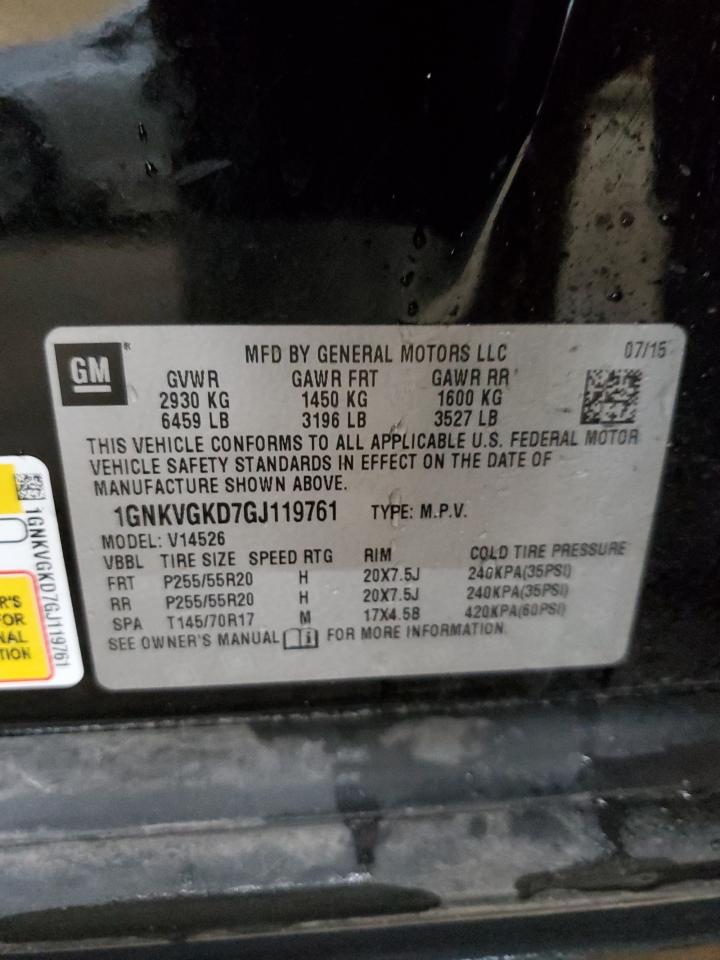 GM
MFD BY GENERAL MOTORS LLC 07/15
GVWR GAWR FRT GAWR RR
2930 KG 1450 KG 1600 KG
6459 LB 3196 LB 3527 LB
THIS VEHICLE CONFORMS TO ALL APPLICABLE U.S. FEDERAL MOTOR
VEHICLE SAFETY STANDARDS IN EFFECT ON THE DATE OF
MANUFACTURE SHOWN ABOVE.
1GNKVGKD7GJ119761 TYPE: M.P.V.
MODEL: V14526
VBBL TIRE SIZE SPEED RTG RIM COLD TIRE PRESSURE
FRT P255/55R20 H 20X7.5J 240KPA(35PSI)
RR P255/55R20 H 20X7.5J 240KPA(35PSI)
SPA T145/70R17 M 17X4.5B 420KPA(60PSI)
SEE OWNER'S MANUAL FOR MORE INFORMATION.
1GNKVGKD7GJ119761
R'S
FOR
NAL
TION